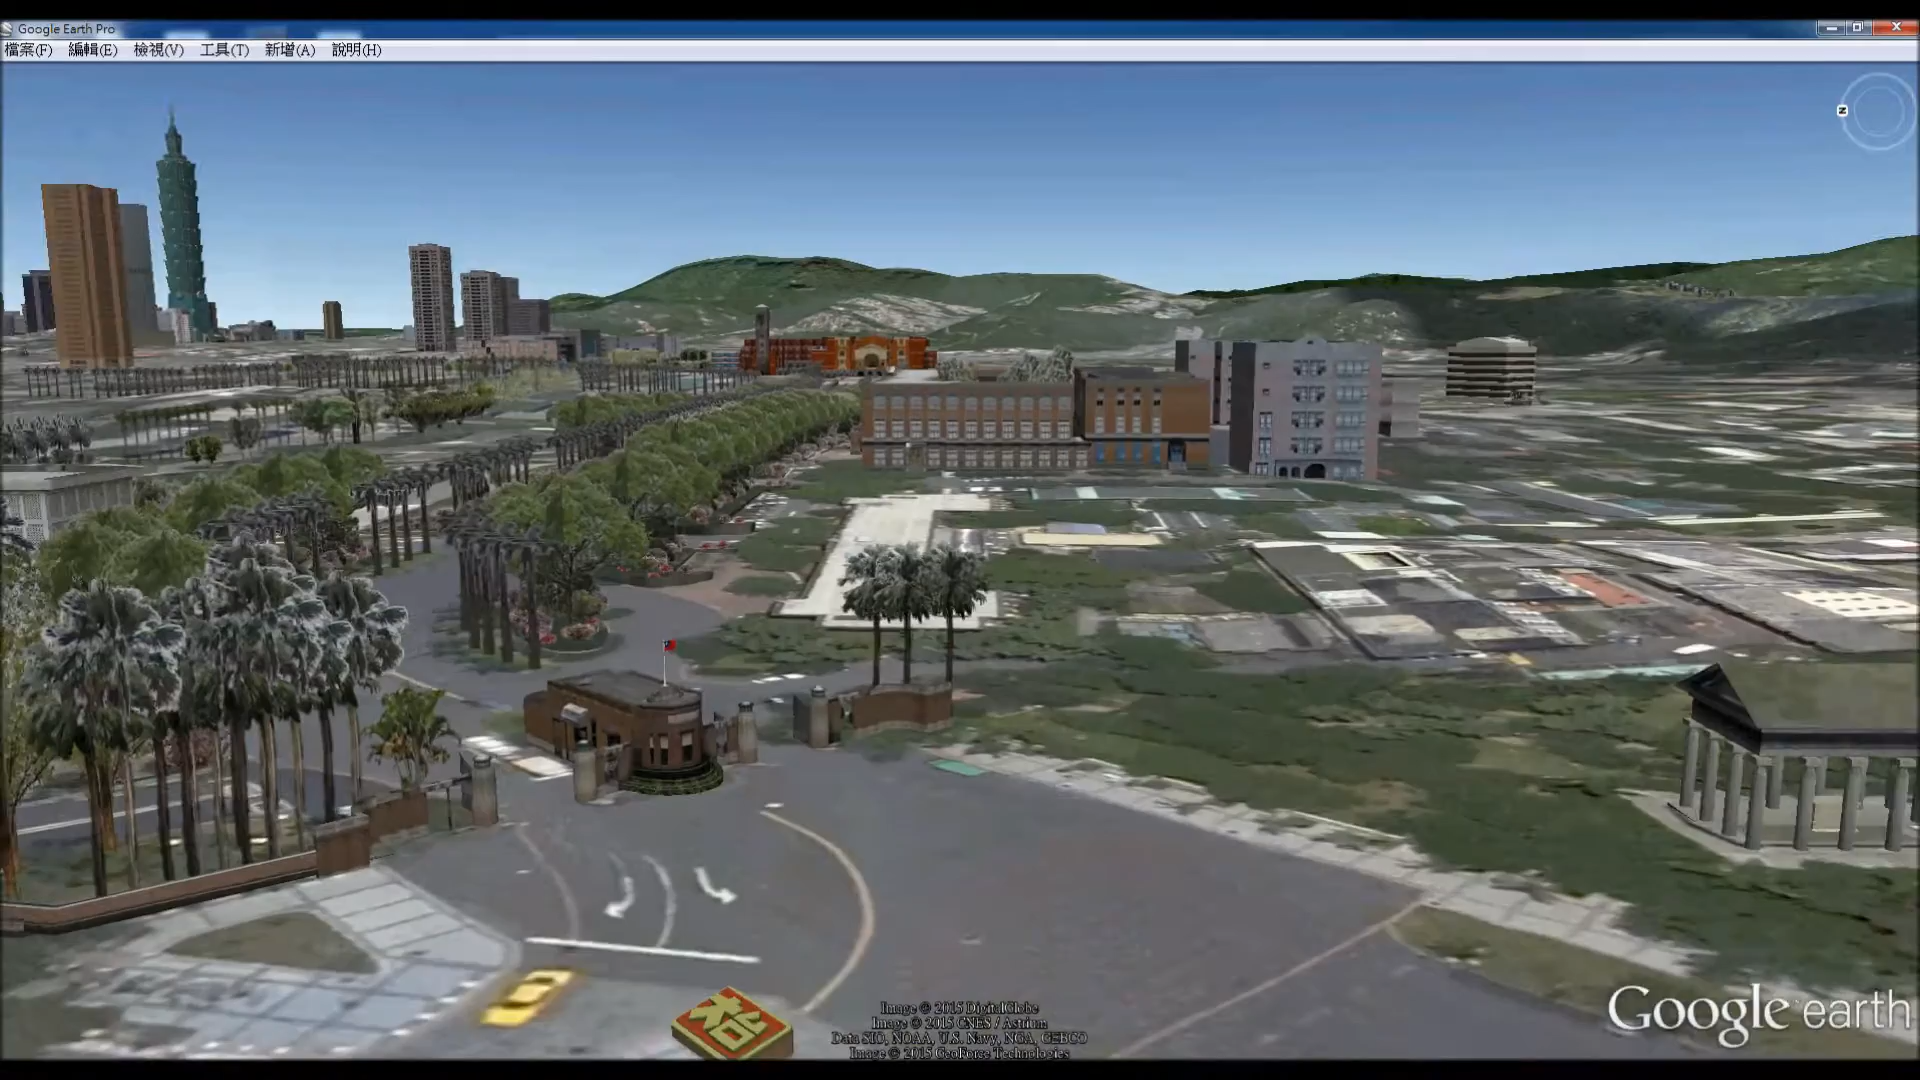 Google Earth Pro
檔案(F) 編輯(E) 檢視(V) 工具(T) 新增(A) 說明(H)
N
Image © 2015 DigitalGlobe
Image © 2015 CNES / Astrium
Data SIO, NOAA, U.S. Navy, NGA, GEBCO
Image © 2015 GeoForce Technologies
Google earth